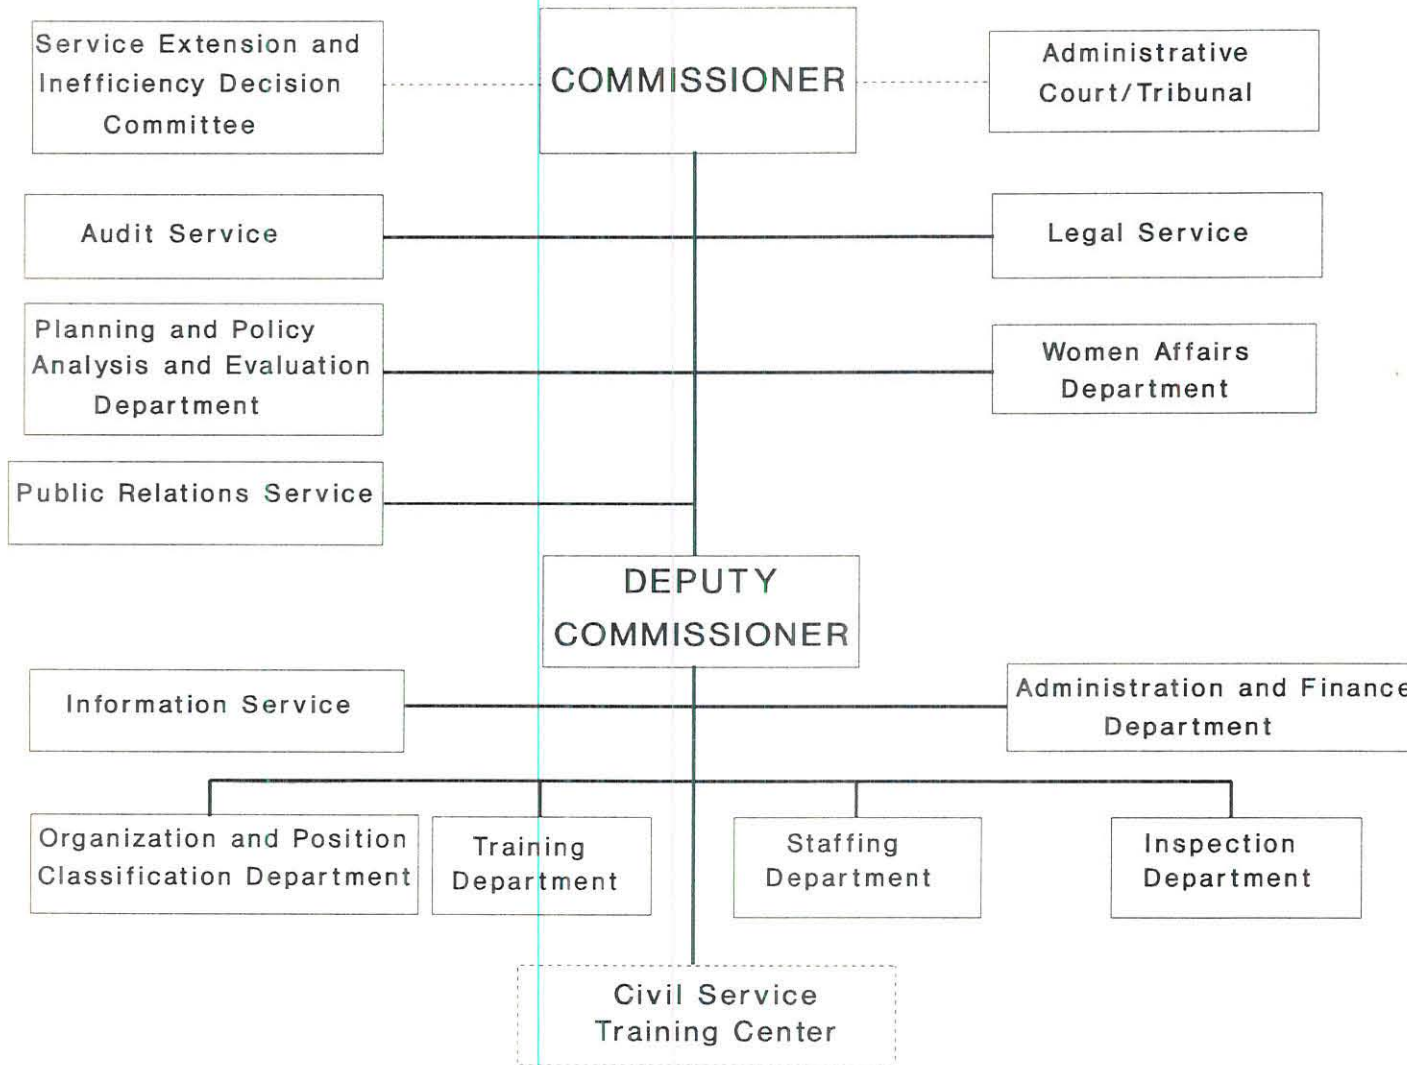 Service Extension and
Inefficiency Decision
Committee
COMMISSIONER
Administrative
Court/Tribunal
Audit Service
Legal Service
Planning and Policy
Analysis and Evaluation
Department
Women Affairs
Department
Public Relations Service
DEPUTY
COMMISSIONER
Information Service
Administration and Finance
Department
Organization and Position
Classification Department
Training
Department
Staffing
Department
Inspection
Department
Civil Service
Training Center